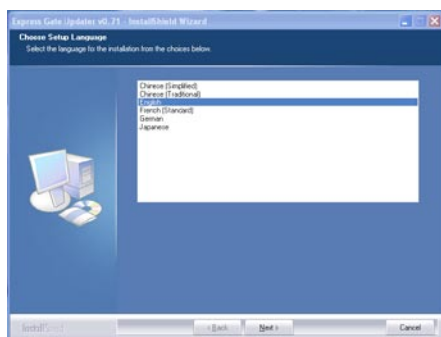 Express Gate Updater v0.71 - InstallShield Wizard
Choose Setup Language
Select the language for the installation from the choices below.
Chinese (Simplified)
Chinese (Traditional)
English
French (Standard)
German
Japanese
InstallShield
< Back
Next >
Cancel